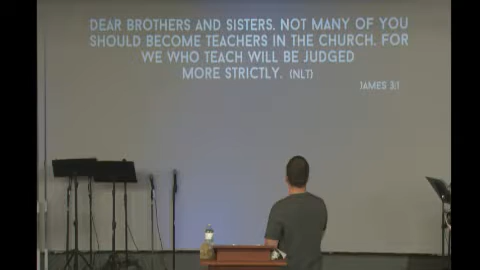 DEAR BROTHERS AND SISTERS, NOT MANY OF YOU
SHOULD BECOME TEACHERS IN THE CHURCH, FOR
WE WHO TEACH WILL BE JUDGED
MORE STRICTLY. (NLT)
JAMES 3:1